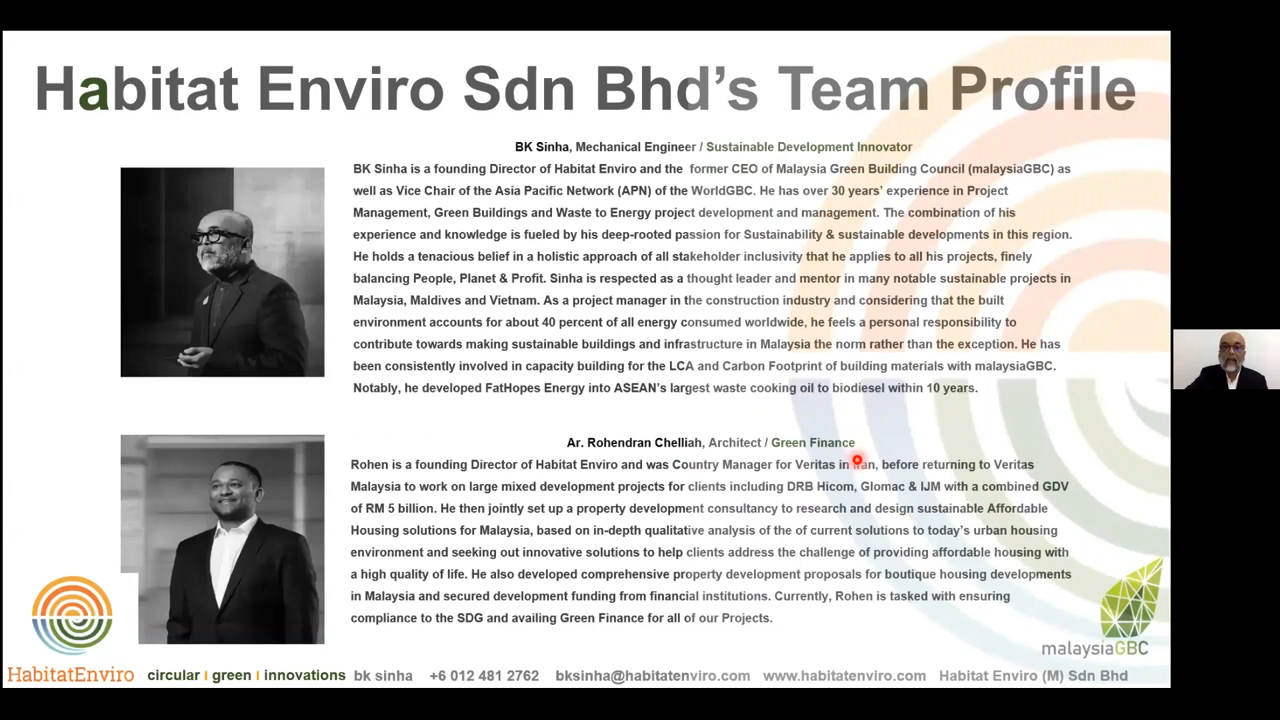 Habitat Enviro Sdn Bhd's Team Profile
BK Sinha, Mechanical Engineer / Sustainable Development Innovator
BK Sinha is a founding Director of Habitat Enviro and the former CEO of Malaysia Green Building Council (malaysiaGBC) as
well as Vice Chair of the Asia Pacific Network (APN) of the WorldGBC. He has over 30 years' experience in Project
Management, Green Buildings and Waste to Energy project development and management. The combination of his
experience and knowledge is fueled by his deep-rooted passion for Sustainability & sustainable developments in this region.
He holds a tenacious belief in a holistic approach of all stakeholder inclusivity that he applies to all his projects, finely
balancing People, Planet & Profit. Sinha is respected as a thought leader and mentor in many notable sustainable projects in
Malaysia, Maldives and Vietnam. As a project manager in the construction industry and considering that the built
environment accounts for about 40 percent of all energy consumed worldwide, he feels a personal responsibility to
contribute towards making sustainable buildings and infrastructure in Malaysia the norm rather than the exception. He has
been consistently involved in capacity building for the LCA and Carbon Footprint of building materials with malaysiaGBC.
Notably, he developed FatHopes Energy into ASEAN's largest waste cooking oil to biodiesel within 10 years.
Ar. Rohendran Chelliah, Architect / Green Finance
Rohen is a founding Director of Habitat Enviro and was Country Manager for Veritas in Iran, before returning to Veritas
Malaysia to work on large mixed development projects for clients including DRB Hicom, Glomac & IJM with a combined GDV
of RM 5 billion. He then jointly set up a property development consultancy to research and design sustainable Affordable
Housing solutions for Malaysia, based on in-depth qualitative analysis of the of current solutions to today's urban housing
environment and seeking out innovative solutions to help clients address the challenge of providing affordable housing with
a high quality of life. He also developed comprehensive property development proposals for boutique housing developments
in Malaysia and secured development funding from financial institutions. Currently, Rohen is tasked with ensuring
compliance to the SDG and availing Green Finance for all of our Projects.
malaysiaGBC
HabitatEnviro circular I green I innovations bk sinha +6 012 481 2762 bksinha@habitatenviro.com www.habitatenviro.com Habitat Enviro (M) Sdn Bhd